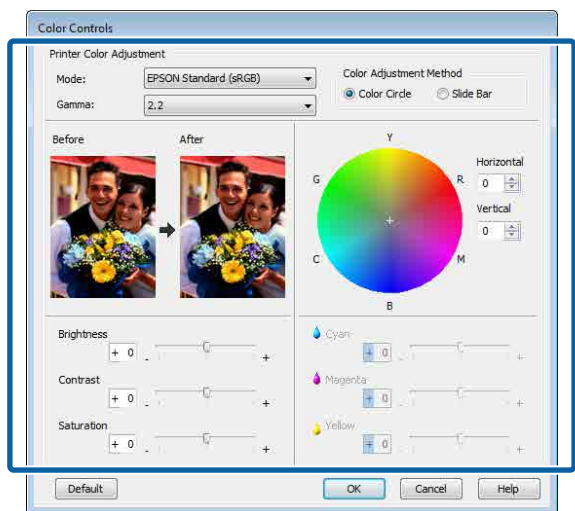 Color Controls
Printer Color Adjustment
Mode: EPSON Standard (sRGB)
Gamma: 2.2
Color Adjustment Method
Color Circle Slide Bar
Before After
Y
G R
C M
B
Horizontal
0
Vertical
0
Brightness
+ 0 - +
Contrast
+ 0 - +
Saturation
+ 0 - +
Cyan
+ 0 - +
Magenta
+ 0 - +
Yellow
+ 0 - +
Default OK Cancel Help